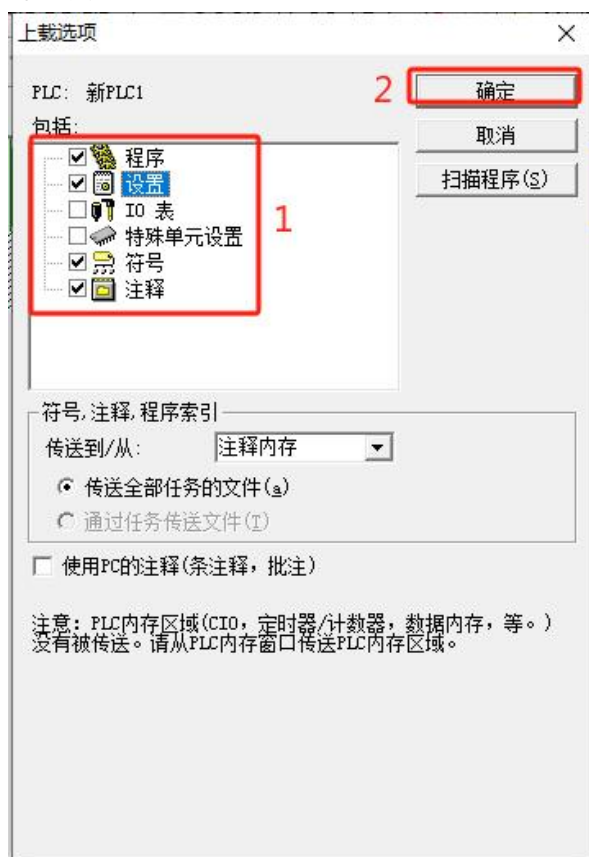 上载选项
PLC: 新PLC1
2
确定
包括:
取消
程序
设置
扫描程序(S)
IO 表
1
特殊单元设置
符号
注释
符号,注释,程序索引
传送到/从: 注释内存
传送全部任务的文件(a)
通过任务传送文件(T)
使用PC的注释(条注释，批注)
注意: PLC内存区域(CIO，定时器/计数器，数据内存，等。)
没有被传送。请从PLC内存窗口传送PLC内存区域。